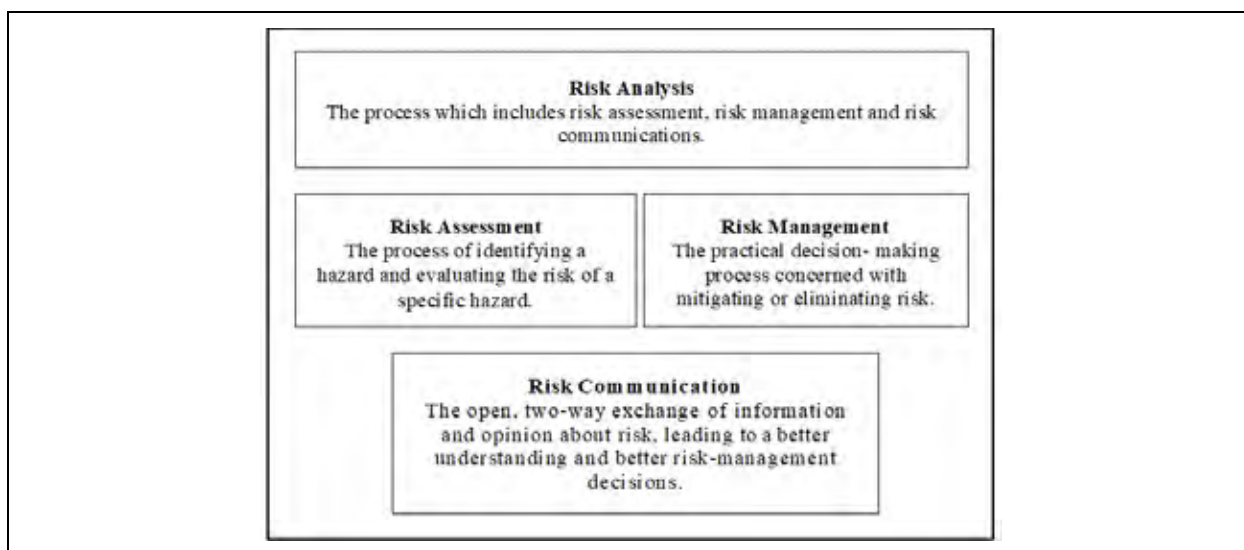 Risk Analysis
The process which includes risk assessment, risk management and risk
communications.
Risk Assessment
The process of identifying a
hazard and evaluating the risk of a
specific hazard.
Risk Management
The practical decision- making
process concerned with
mitigating or eliminating risk.
Risk Communication
The open, two-way exchange of information
and opinion about risk, leading to a better
understanding and better risk-management
decisions.